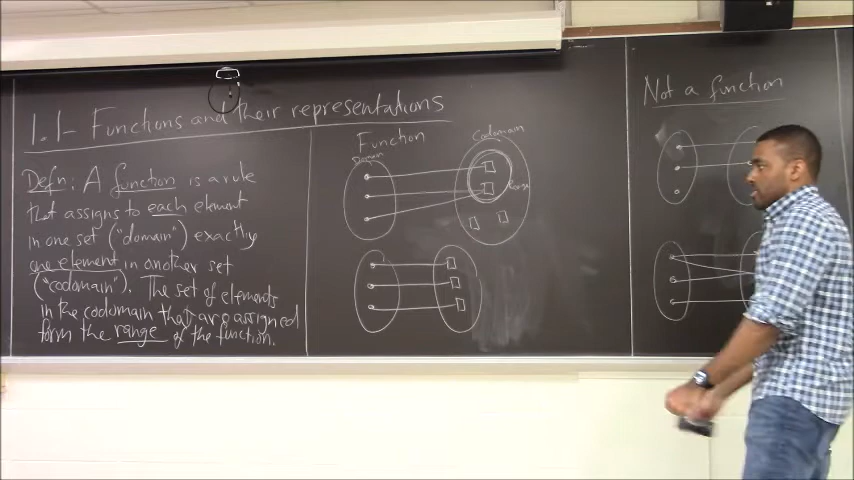 1.1 - Functions and their representations
Defn: A function is a rule
that assigns to each element
in one set ("domain") exactly
one element in another set
("codomain"). The set of elements
in the codomain that are assigned
form the range of the function.
Function
Domain
Codomain
Range
Not a function